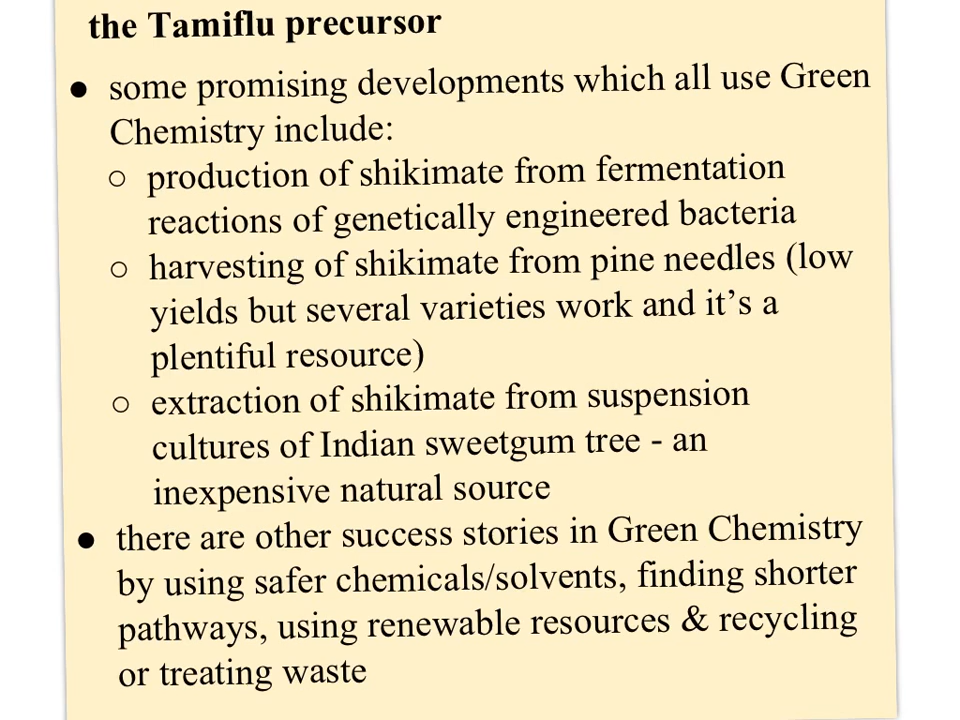 the Tamiflu precursor
● some promising developments which all use Green
Chemistry include:
○ production of shikimate from fermentation
reactions of genetically engineered bacteria
○ harvesting of shikimate from pine needles (low
yields but several varieties work and it’s a
plentiful resource)
○ extraction of shikimate from suspension
cultures of Indian sweetgum tree - an
inexpensive natural source
● there are other success stories in Green Chemistry
by using safer chemicals/solvents, finding shorter
pathways, using renewable resources & recycling
or treating waste